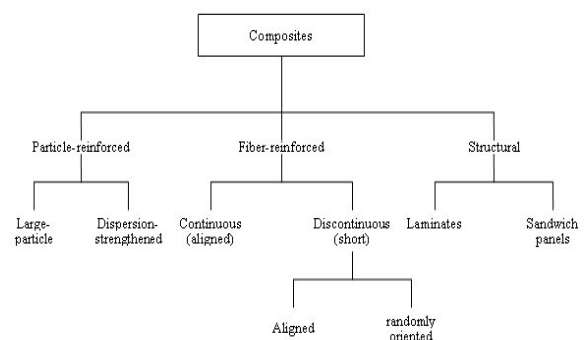 Composites
Particle-reinforced
Fiber-reinforced
Structural
Large-
particle
Dispersion-
strengthened
Continuous
(aligned)
Discontinuous
(short)
Laminates
Sandwich
panels
Aligned
randomly
oriented